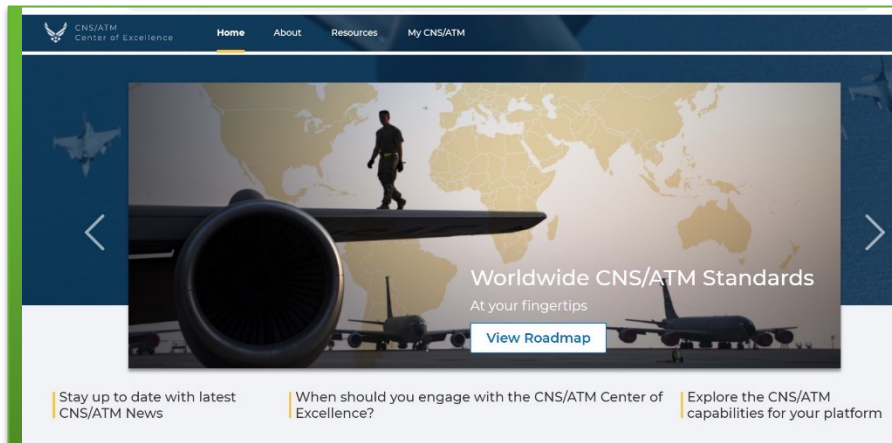 CNS/ATM
Center of Excellence
Home About Resources My CNS/ATM
Worldwide CNS/ATM Standards
At your fingertips
View Roadmap
Stay up to date with latest
CNS/ATM News
When should you engage with the CNS/ATM Center of
Excellence?
Explore the CNS/ATM
capabilities for your platform